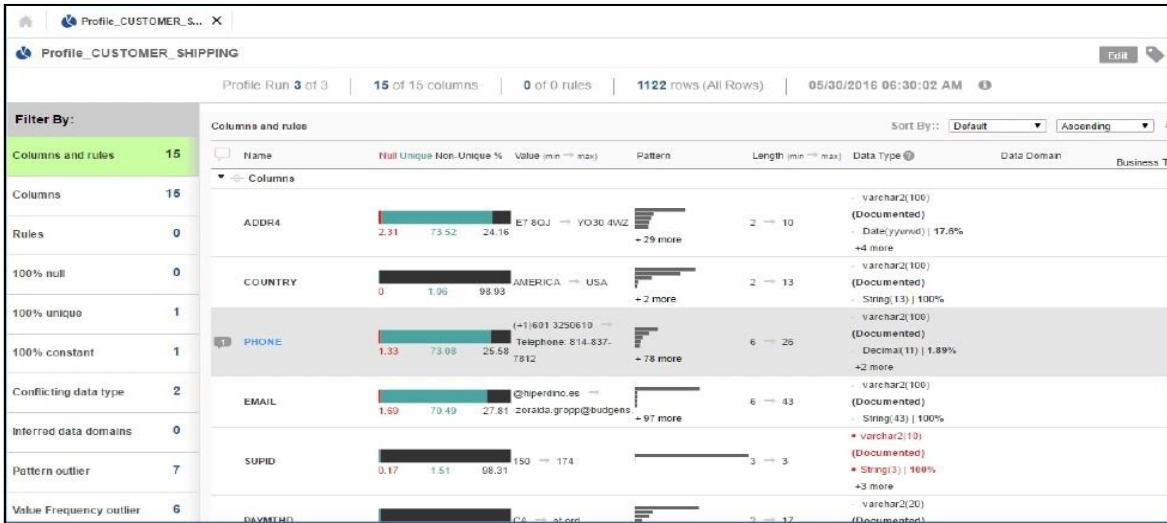 Profile_CUSTOMER_S... X
Profile_CUSTOMER_SHIPPING
Edit
Profile Run 3 of 3 | 15 of 15 columns | 0 of 0 rules | 1122 rows (All Rows) | 05/30/2016 06:30:02 AM
Filter By:
Columns and rules 15
Columns 15
Rules 0
100% null 0
100% unique 1
100% constant 1
Conflicting data type 2
Inferred data domains 0
Pattern outlier 7
Value Frequency outlier 6
Columns and rules
Sort By:: Default Ascending
Name Null Unique Non-Unique % Value (min → max) Pattern Length (min → max) Data Type Data Domain Business T
Columns
ADDR4
2.31 73.52 24.16
E7 8QJ → YO30 4WZ
+ 29 more
2 → 10
- varchar2(100)
(Documented)
- Date(yywwd) | 17.6%
+4 more
COUNTRY
0 1.06 98.93
AMERICA → USA
+ 2 more
2 → 13
- varchar2(100)
(Documented)
- String(13) | 100%
1
PHONE
1.33 73.08 25.58
(+1)601 3250610 →
Telephone: 814-837-
7812
+ 78 more
6 → 26
- varchar2(100)
(Documented)
- Decimal(11) | 1.89%
+2 more
EMAIL
1.69 70.49 27.81
@hiperdino.es →
zoraida.gropp@budgens.
+ 97 more
6 → 43
- varchar2(100)
(Documented)
- String(43) | 100%
SUPID
0.17 1.51 98.31
150 → 174
3 → 3
• varchar2(10)
(Documented)
• String(3) | 100%
+3 more
PAYMTHD
CA → at ord
2 → 17
- varchar2(20)
(Documented)